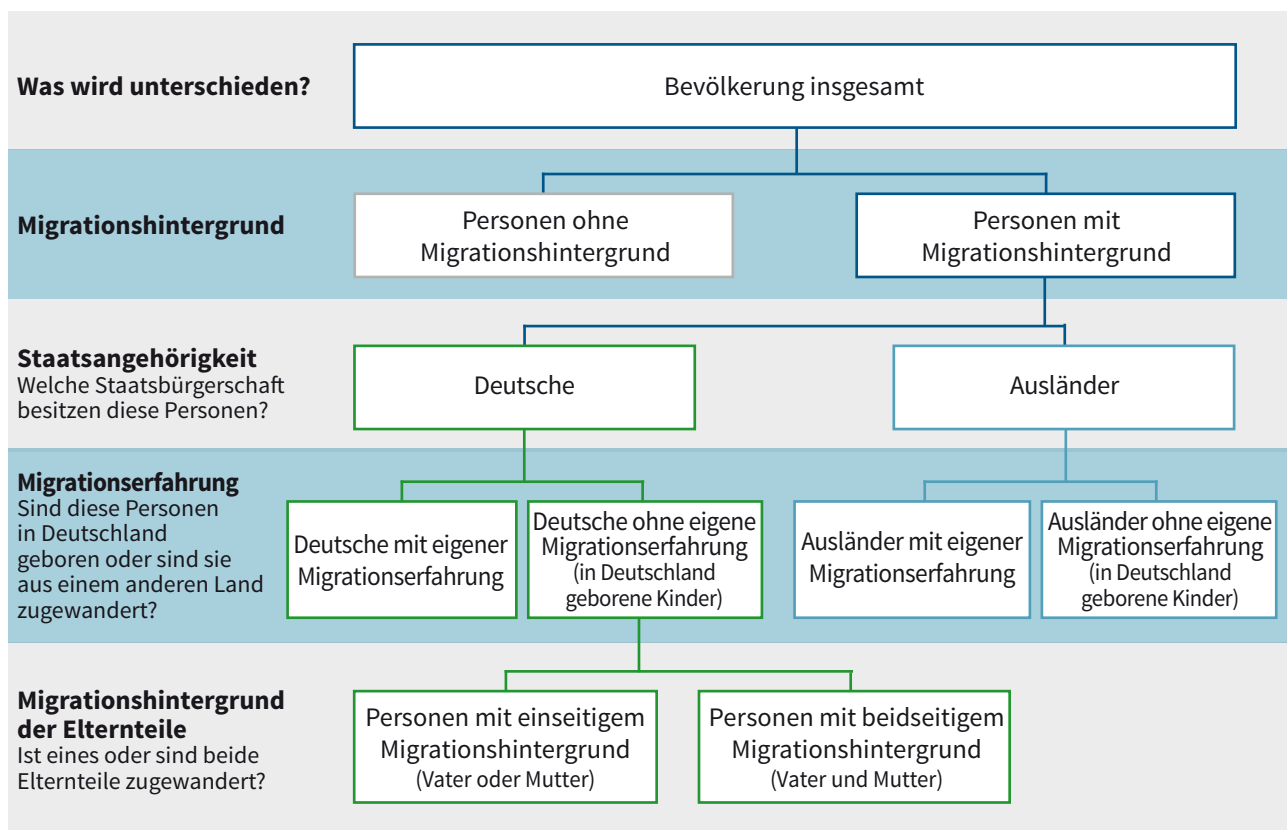 Was wird unterschieden?
Bevölkerung insgesamt
Migrationshintergrund
Personen ohne
Migrationshintergrund
Personen mit
Migrationshintergrund
Staatsangehörigkeit
Welche Staatsbürgerschaft
besitzen diese Personen?
Deutsche
Ausländer
Migrationserfahrung
Sind diese Personen
in Deutschland
geboren oder sind sie
aus einem anderen Land
zugewandert?
Deutsche mit eigener
Migrationserfahrung
Deutsche ohne eigene
Migrationserfahrung
(in Deutschland
geborene Kinder)
Ausländer mit eigener
Migrationserfahrung
Ausländer ohne eigene
Migrationserfahrung
(in Deutschland
geborene Kinder)
Migrationshintergrund
der Elternteile
Ist eines oder sind beide
Elternteile zugewandert?
Personen mit einseitigem
Migrationshintergrund
(Vater oder Mutter)
Personen mit beidseitigem
Migrationshintergrund
(Vater und Mutter)